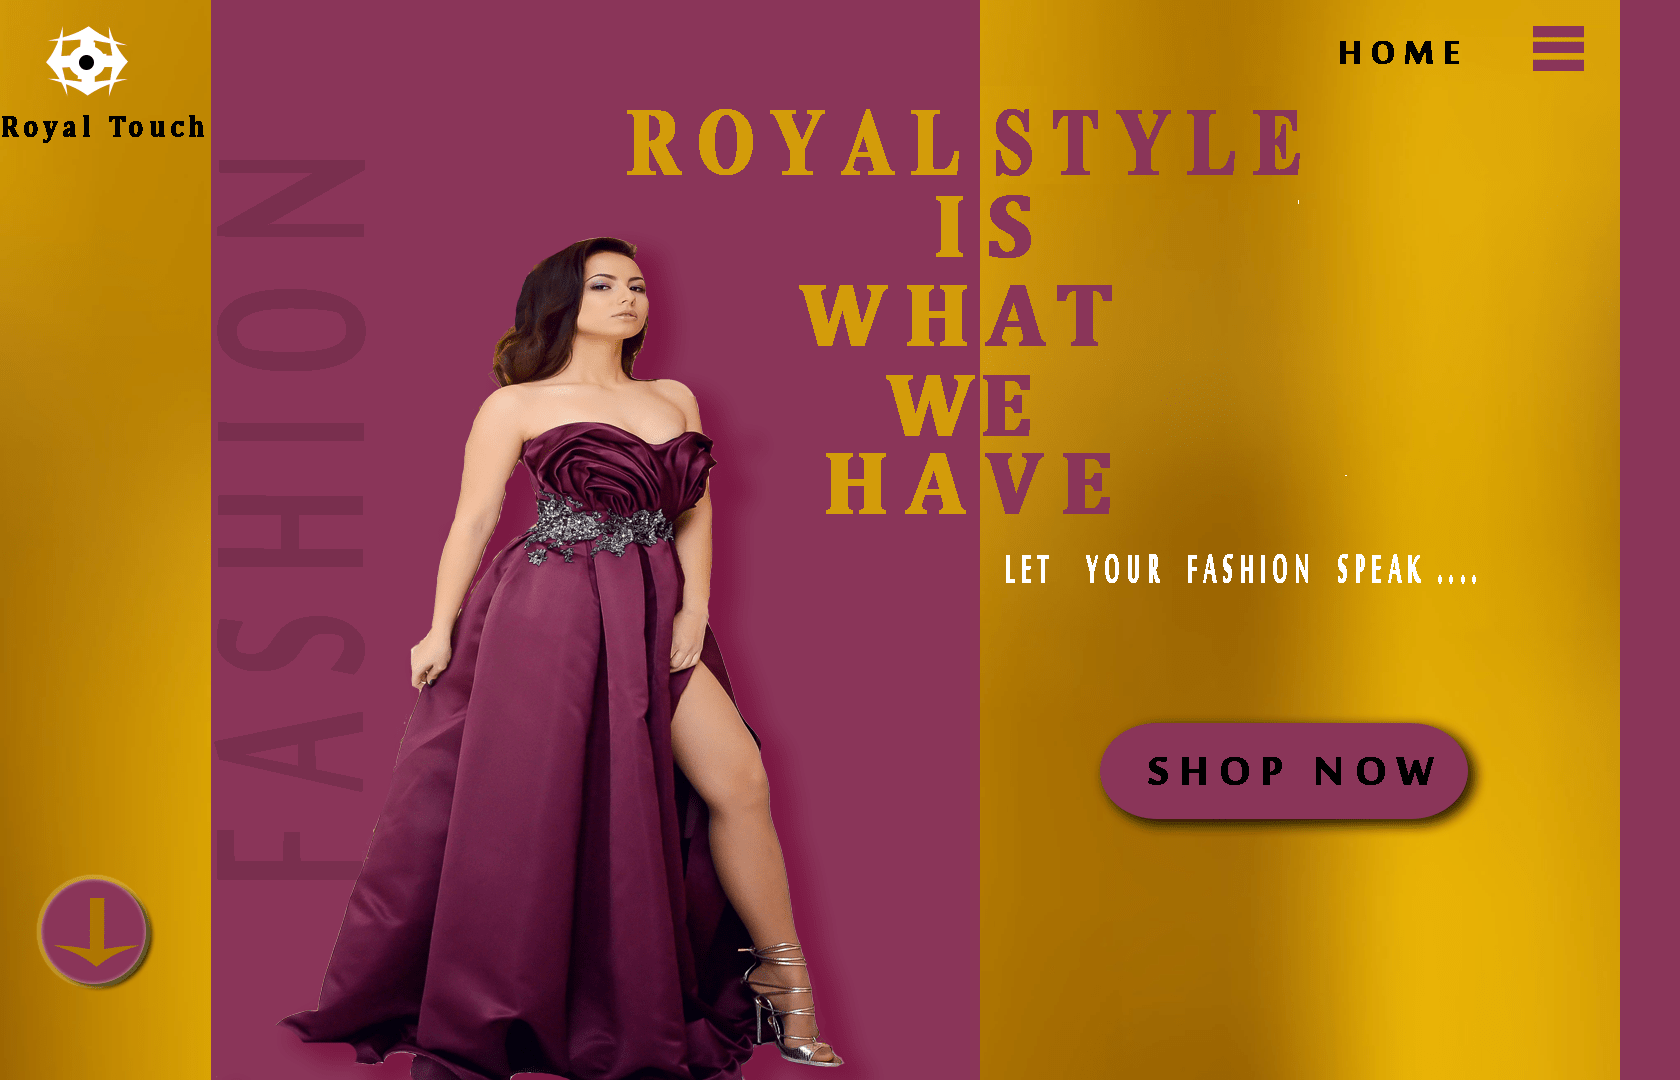 HOME
Royal Touch
ROYAL STYLE
IS
WHAT
WE
HAVE
FASHION
LET YOUR FASHION SPEAK ....
SHOP NOW